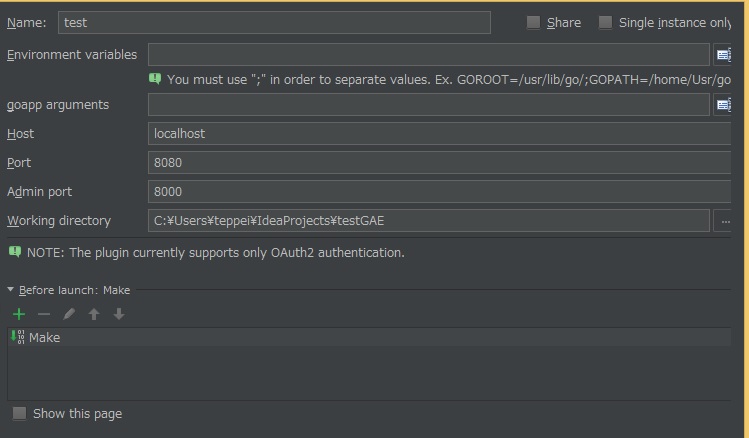 Name: test Share Single instance only
Environment variables
You must use ";" in order to separate values. Ex. GOROOT=/usr/lib/go/;GOPATH=/home/Usr/go
goapp arguments
Host localhost
Port 8080
Admin port 8000
Working directory C:¥Users¥teppei¥IdeaProjects¥testGAE ...
NOTE: The plugin currently supports only OAuth2 authentication.
Before launch: Make
Make
Show this page